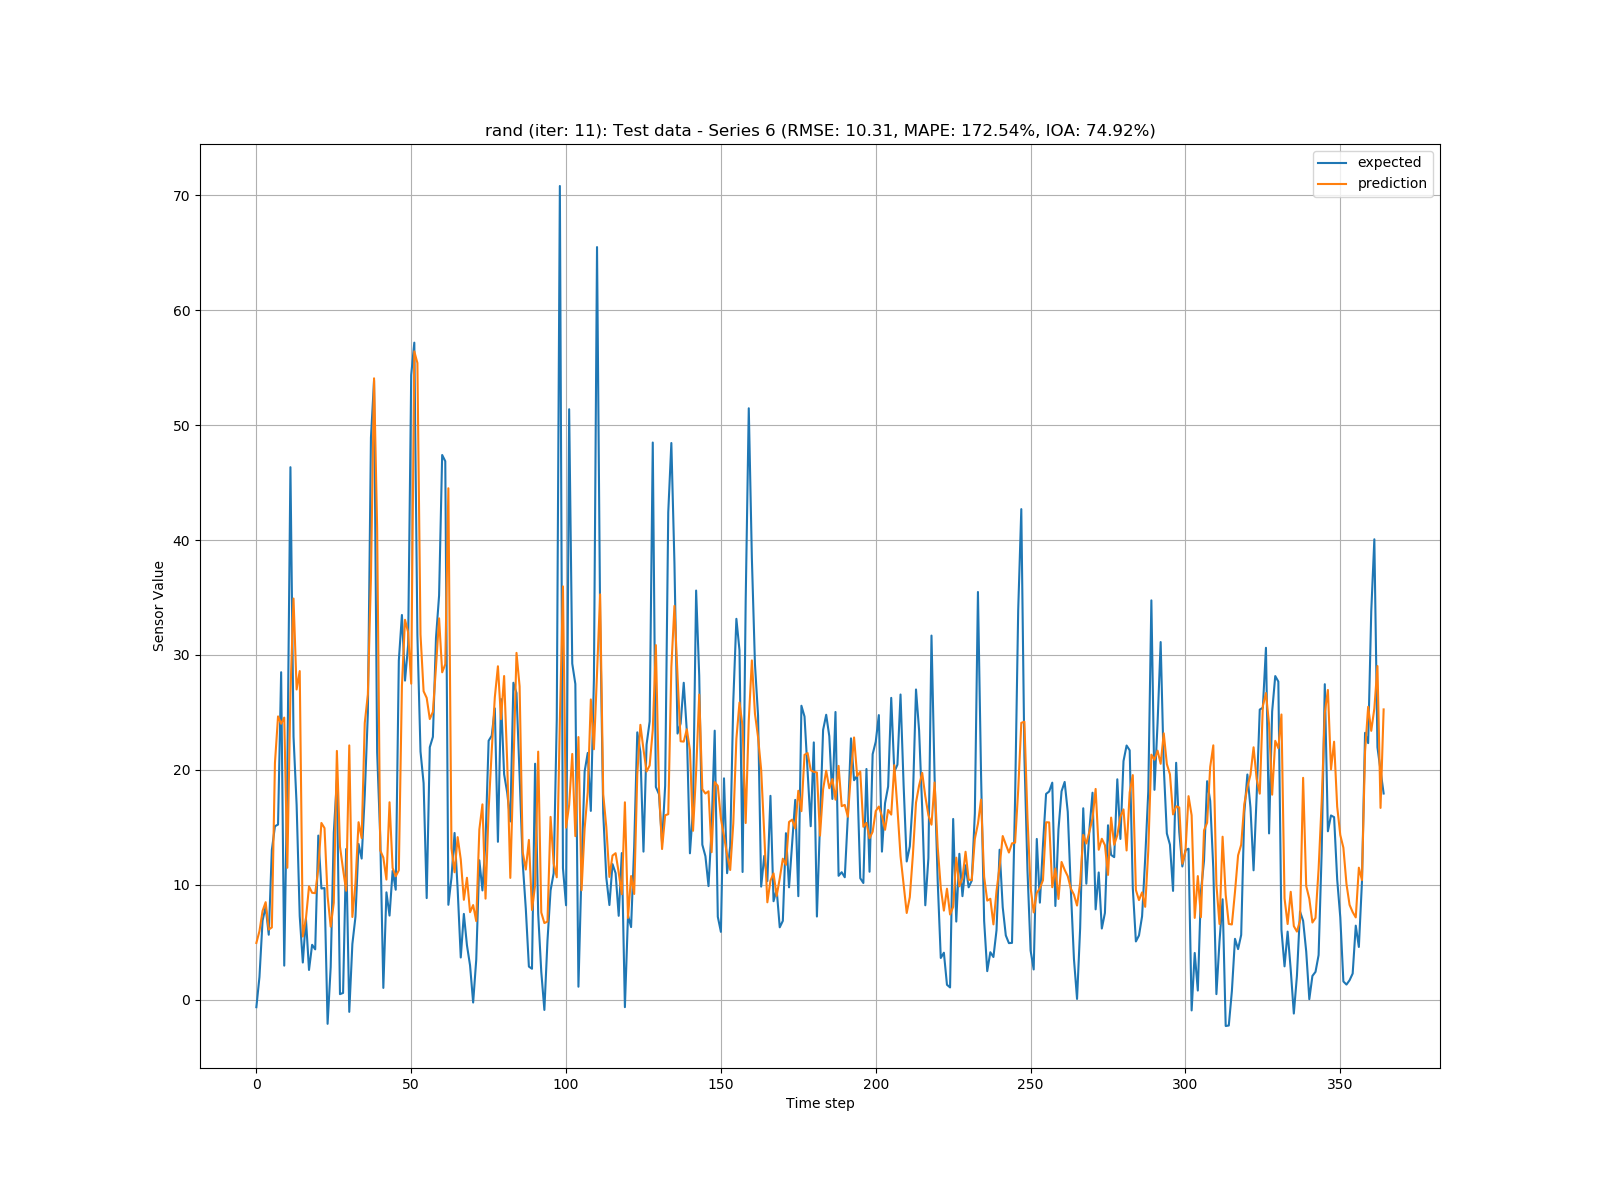 rand (iter: 11): Test data - Series 6 (RMSE: 10.31, MAPE: 172.54%, IOA: 74.92%)
expected
prediction
70
60
50
40
30
20
10
0
Sensor Value
0 50 100 150 200 250 300 350
Time step